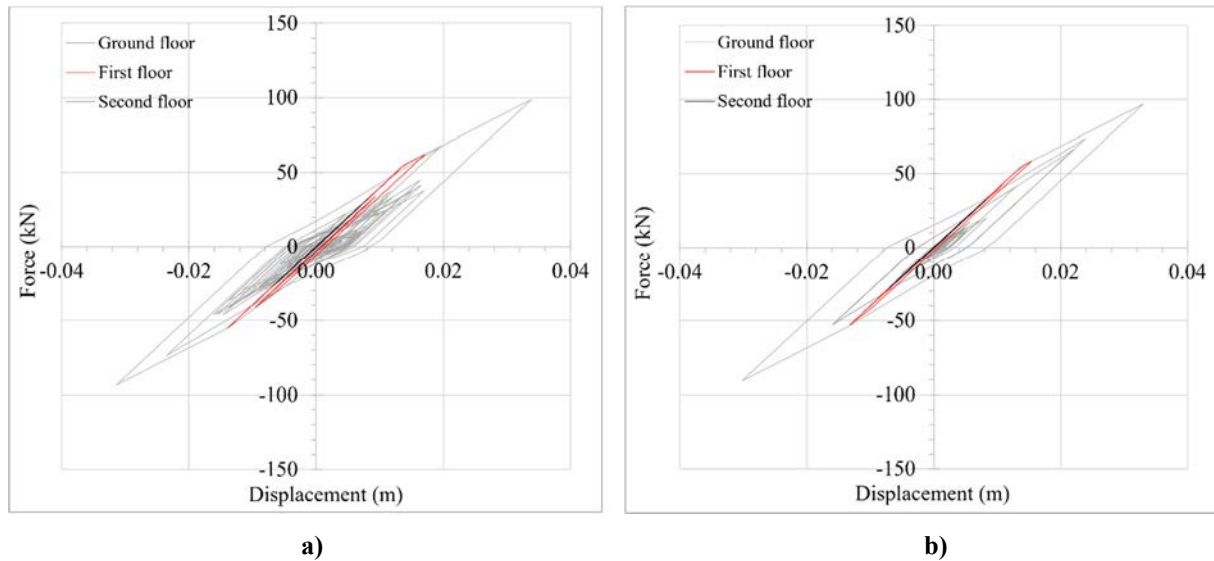 150
Ground floor
First floor
Second floor
100
50
0
-0.04
-0.02
0.00
0.02
0.04
-50
-100
-150
Force (kN)
Displacement (m)
a)
150
Ground floor
First floor
Second floor
100
50
0
-0.04
-0.02
0.00
0.02
0.04
-50
-100
-150
Force (kN)
Displacement (m)
b)